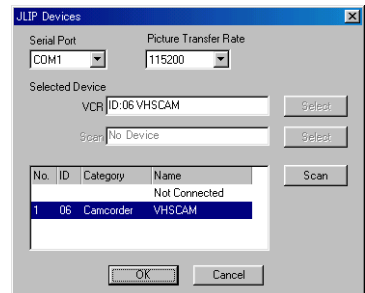 JLIP Devices
Serial Port Picture Transfer Rate
COM1 115200
Selected Device
VCR ID:06 VHSCAM Select
Scan No Device Select
No. ID Category Name Scan
Not Connected
1 06 Camcorder VHSCAM
OK Cancel